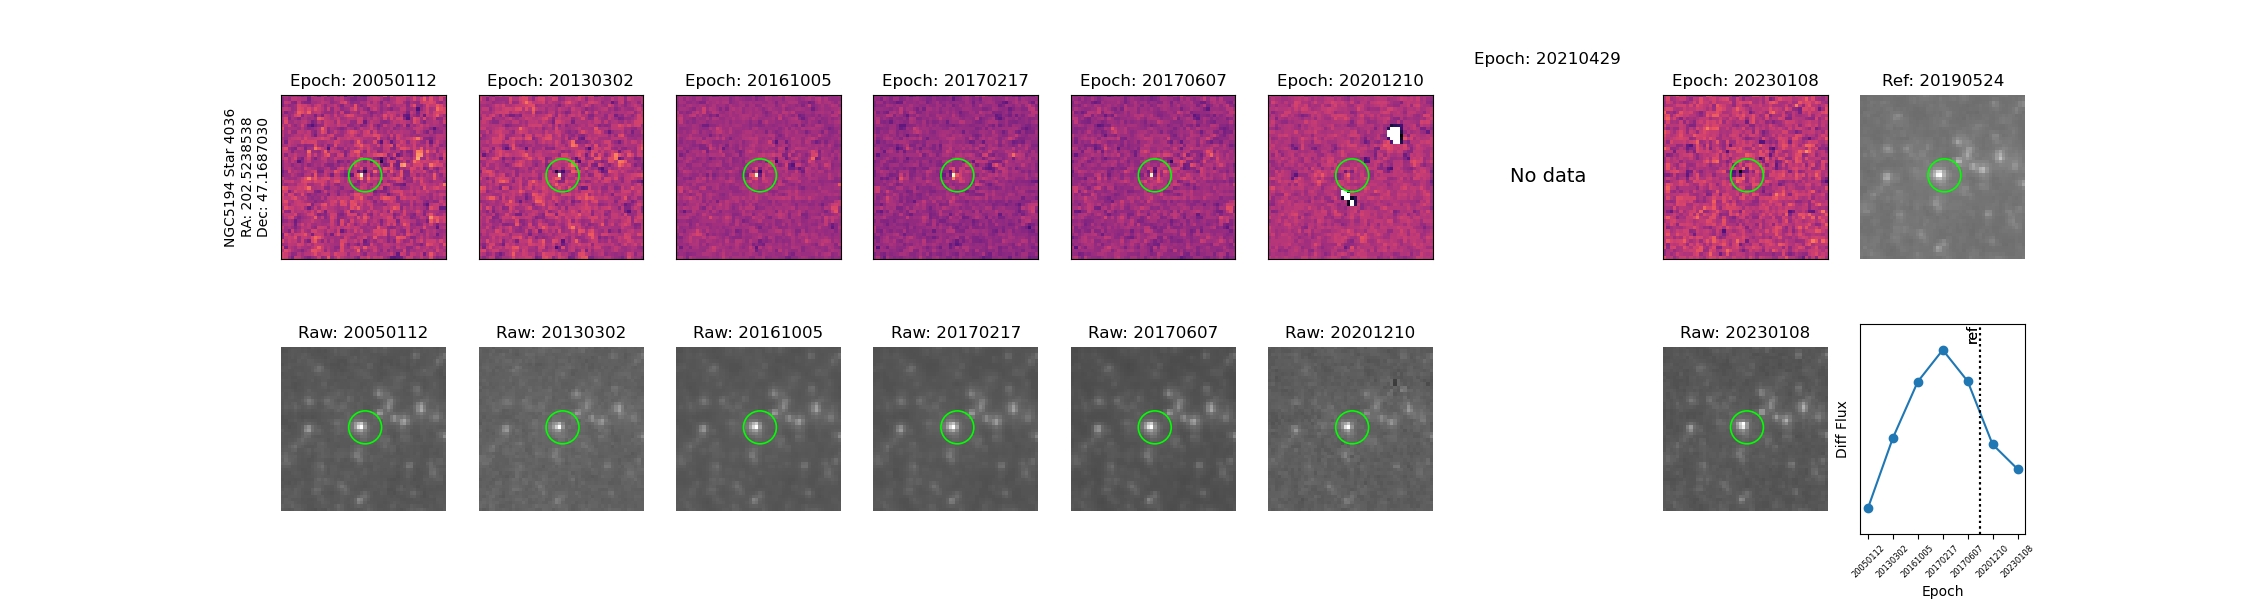 Epoch: 20210429
Epoch: 20050112
Epoch: 20130302
Epoch: 20161005
Epoch: 20170217
Epoch: 20170607
Epoch: 20201210
Epoch: 20230108
Ref: 20190524
NGC5194 Star 4036
RA: 202.5238538
Dec: 47.1687030
No data
Raw: 20050112
Raw: 20130302
Raw: 20161005
Raw: 20170217
Raw: 20170607
Raw: 20201210
Raw: 20230108
ref
Diff Flux
20050112
20130302
20161005
20170217
20170607
20201210
20230108
Epoch